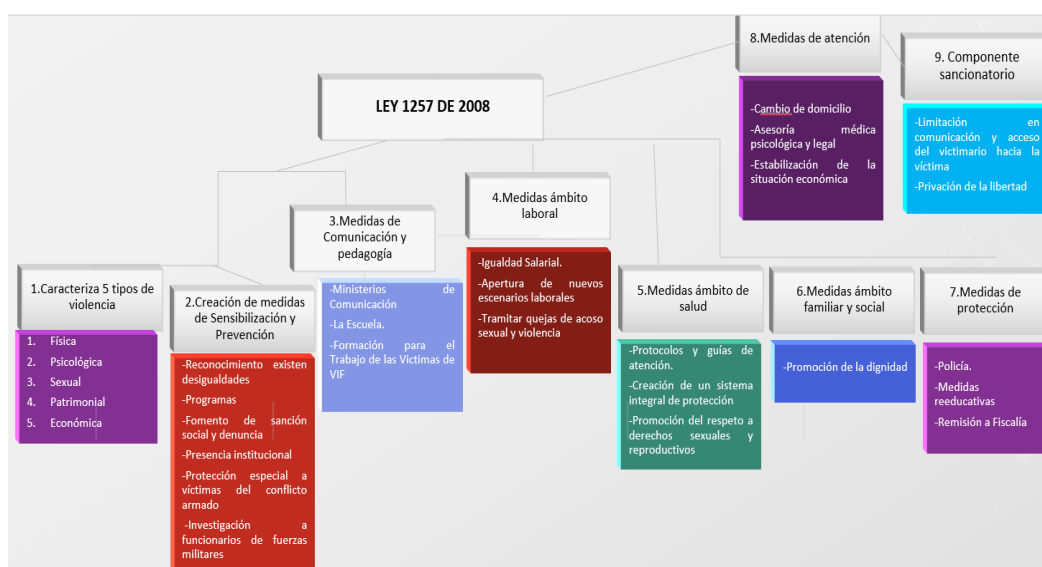 LEY 1257 DE 2008
1.Caracteriza 5 tipos de
violencia
1. Física
2. Psicológica
3. Sexual
4. Patrimonial
5. Económica
2.Creación de medidas
de Sensibilización y
Prevención
-Reconocimiento existen
desigualdades
-Programas
-Fomento de sanción
social y denuncia
-Presencia institucional
-Protección especial a
víctimas del conflicto
armado
-Investigación a
funcionarios de fuerzas
militares
3.Medidas de
Comunicación y
pedagogía
-Ministerios de
Comunicación
-La Escuela.
-Formación para el
Trabajo de las Victimas de
VIF
4.Medidas ámbito
laboral
-Igualdad Salarial.
-Apertura de nuevos
escenarios laborales
-Tramitar quejas de acoso
sexual y violencia
5.Medidas ámbito de
salud
-Protocolos y guías de
atención.
-Creación de un sistema
integral de protección
-Promoción del respeto a
derechos sexuales y
reproductivos
6.Medidas ámbito
familiar y social
-Promoción de la dignidad
7.Medidas de
protección
-Policía.
-Medidas
reeducativas
-Remisión a Fiscalía
8.Medidas de atención
-Cambio de domicilio
-Asesoría médica
psicológica y legal
-Estabilización de la
situación económica
9. Componente
sancionatorio
-Limitación en
comunicación y acceso
del victimario hacia la
víctima
-Privación de la libertad